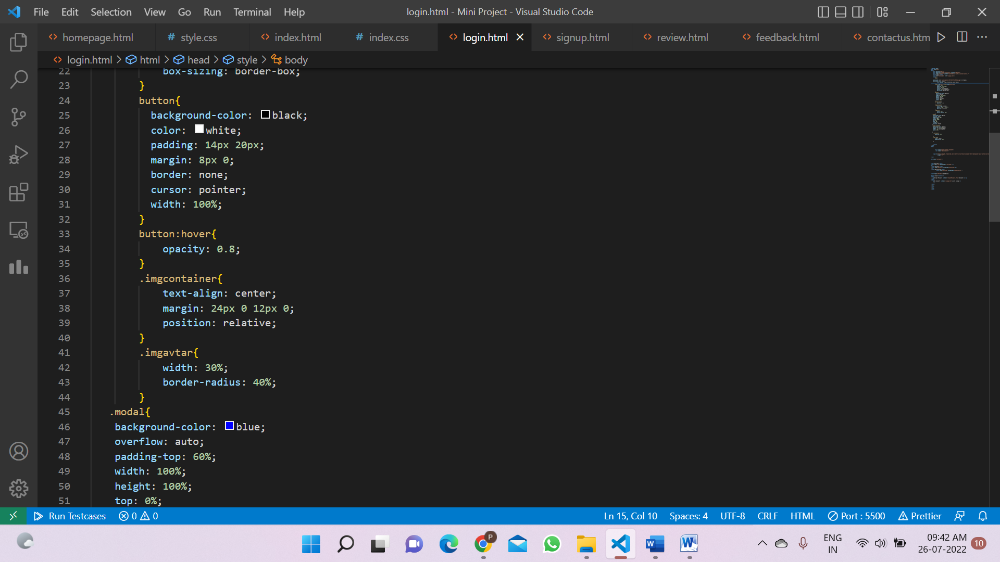 File Edit Selection View Go Run Terminal Help login.html - Mini Project - Visual Studio Code
homepage.html # style.css index.html # index.css login.html signup.html review.html feedback.html contactus.htm
login.html > html > head > style > body
22 box-sizing: border-box;
23 }
24 button{
25 background-color: black;
26 color: white;
27 padding: 14px 20px;
28 margin: 8px 0;
29 border: none;
30 cursor: pointer;
31 width: 100%;
32 }
33 button:hover{
34 opacity: 0.8;
35 }
36 .imgcontainer{
37 text-align: center;
38 margin: 24px 0 12px 0;
39 position: relative;
40 }
41 .imgavtar{
42 width: 30%;
43 border-radius: 40%;
44 }
45 .modal{
46 background-color: blue;
47 overflow: auto;
48 padding-top: 60%;
49 width: 100%;
50 height: 100%;
51 top: 0%;
Run Testcases 0 0 Ln 15, Col 10 Spaces: 4 UTF-8 CRLF HTML Port : 5500 Prettier
P
W W
ENG
IN
09:42 AM
26-07-2022
10